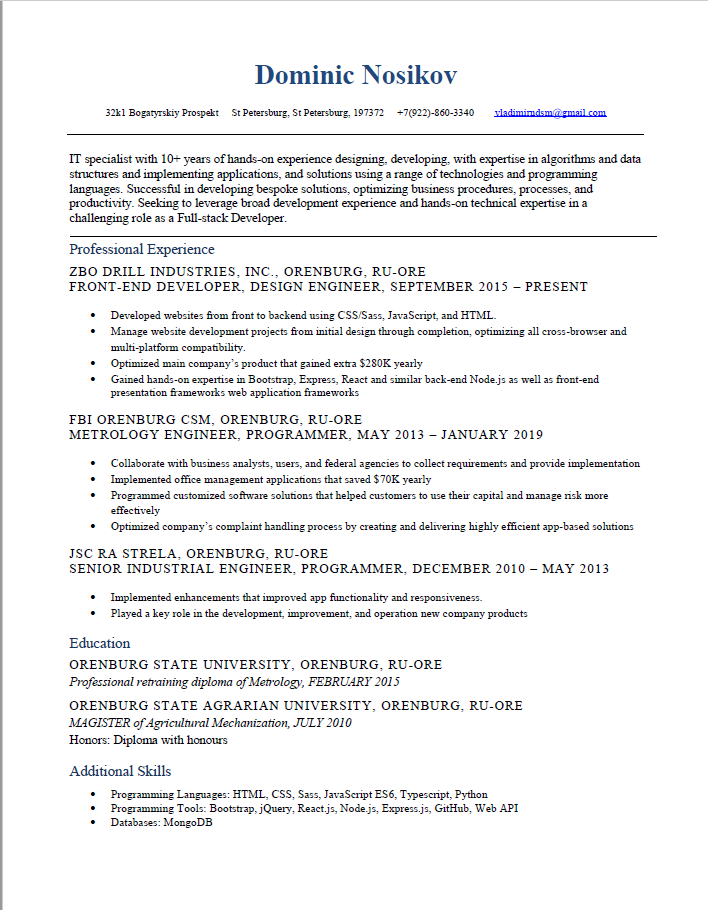 Dominic Nosikov
32k1 Bogatyrskiy Prospekt St Petersburg, St Petersburg, 197372 +7(922)-860-3340 vladimirndsm@gmail.com
IT specialist with 10+ years of hands-on experience designing, developing, with expertise in algorithms and data
structures and implementing applications, and solutions using a range of technologies and programming
languages. Successful in developing bespoke solutions, optimizing business procedures, processes, and
productivity. Seeking to leverage broad development experience and hands-on technical expertise in a
challenging role as a Full-stack Developer.
Professional Experience
ZBO DRILL INDUSTRIES, INC., ORENBURG, RU-ORE
FRONT-END DEVELOPER, DESIGN ENGINEER, SEPTEMBER 2015 – PRESENT
• Developed websites from front to backend using CSS/Sass, JavaScript, and HTML.
• Manage website development projects from initial design through completion, optimizing all cross-browser and
multi-platform compatibility.
• Optimized main company’s product that gained extra $280K yearly
• Gained hands-on expertise in Bootstrap, Express, React and similar back-end Node.js as well as front-end
presentation frameworks web application frameworks
FBI ORENBURG CSM, ORENBURG, RU-ORE
METROLOGY ENGINEER, PROGRAMMER, MAY 2013 – JANUARY 2019
• Collaborate with business analysts, users, and federal agencies to collect requirements and provide implementation
• Implemented office management applications that saved $70K yearly
• Programmed customized software solutions that helped customers to use their capital and manage risk more
effectively
• Optimized company’s complaint handling process by creating and delivering highly efficient app-based solutions
JSC RA STRELA, ORENBURG, RU-ORE
SENIOR INDUSTRIAL ENGINEER, PROGRAMMER, DECEMBER 2010 – MAY 2013
• Implemented enhancements that improved app functionality and responsiveness.
• Played a key role in the development, improvement, and operation new company products
Education
ORENBURG STATE UNIVERSITY, ORENBURG, RU-ORE
Professional retraining diploma of Metrology, FEBRUARY 2015
ORENBURG STATE AGRARIAN UNIVERSITY, ORENBURG, RU-ORE
MAGISTER of Agricultural Mechanization, JULY 2010
Honors: Diploma with honours
Additional Skills
• Programming Languages: HTML, CSS, Sass, JavaScript ES6, Typescript, Python
• Programming Tools: Bootstrap, jQuery, React.js, Node.js, Express.js, GitHub, Web API
• Databases: MongoDB